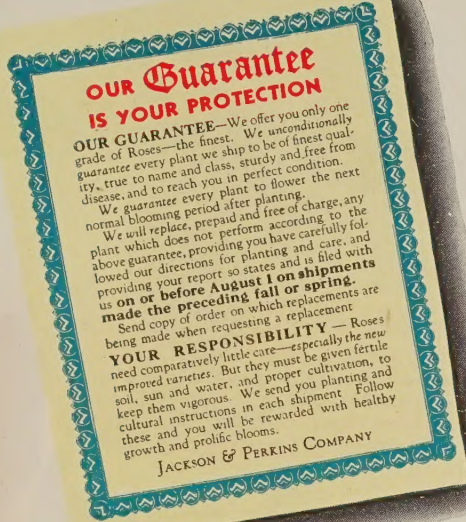 OUR Guarantee
IS YOUR PROTECTION
OUR GUARANTEE—We offer you only one
grade of Roses—the finest. We unconditionally
guarantee every plant we ship to be of finest qual-
ity, true to name and class, sturdy and free from
disease, and to reach you in perfect condition.
We guarantee every plant to flower the next
normal blooming period after planting.
We will replace, prepaid and free of charge, any
plant which does not perform according to the
above guarantee, providing you have carefully fol-
lowed our directions for planting and care, and
providing your report so states and is filed with
us on or before August 1 on shipments
made the preceding fall or spring.
Send copy of order on which replacements are
being made when requesting a replacement
YOUR RESPONSIBILITY — Roses
need comparatively little care—especially the new
improved varieties. But they must be given fertile
soil, sun and water, and proper cultivation, to
keep them vigorous. We send you planting and
cultural instructions in each shipment Follow
these and you will be rewarded with healthy
growth and prolific blooms.
JACKSON & PERKINS COMPANY